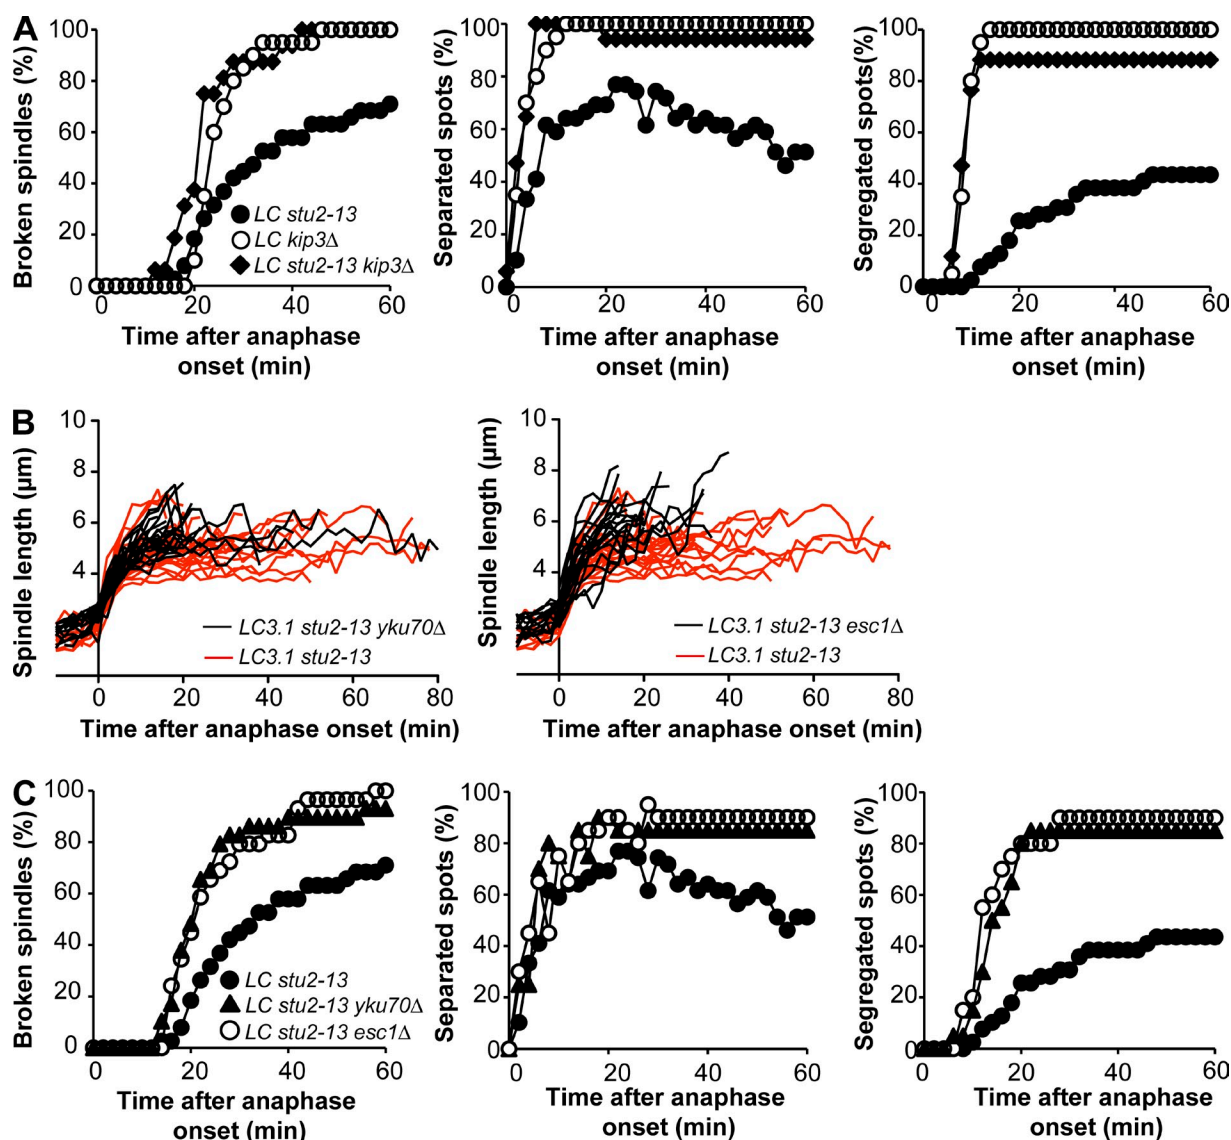 A
Broken spindles (%)
100
80
60
40
20
0
0
20
40
60
LC stu2-13
LC kip3Δ
LC stu2-13 kip3Δ
Time after anaphase
onset (min)
Separated spots(%)
100
80
60
40
20
0
0
20
40
60
Time after anaphase
onset (min)
Segregated spots(%)
100
80
60
40
20
0
0
20
40
60
Time after anaphase
onset (min)
B
Spindle length (µm)
10
8
6
4
0
20
40
60
80
LC3.1 stu2-13 yku70Δ
LC3.1 stu2-13
Time after anaphase onset (min)
Spindle length (µm)
10
8
6
4
0
20
40
60
80
LC3.1 stu2-13 esc1Δ
LC3.1 stu2-13
Time after anaphase onset (min)
C
Broken spindles (%)
100
80
60
40
20
0
0
20
40
60
LC stu2-13
LC stu2-13 yku70Δ
LC stu2-13 esc1Δ
Time after anaphase
onset (min)
Separated spots (%)
100
80
60
40
20
0
0
20
40
60
Time after anaphase
onset (min)
Segregated spots (%)
100
80
60
40
20
0
0
20
40
60
Time after anaphase
onset (min)